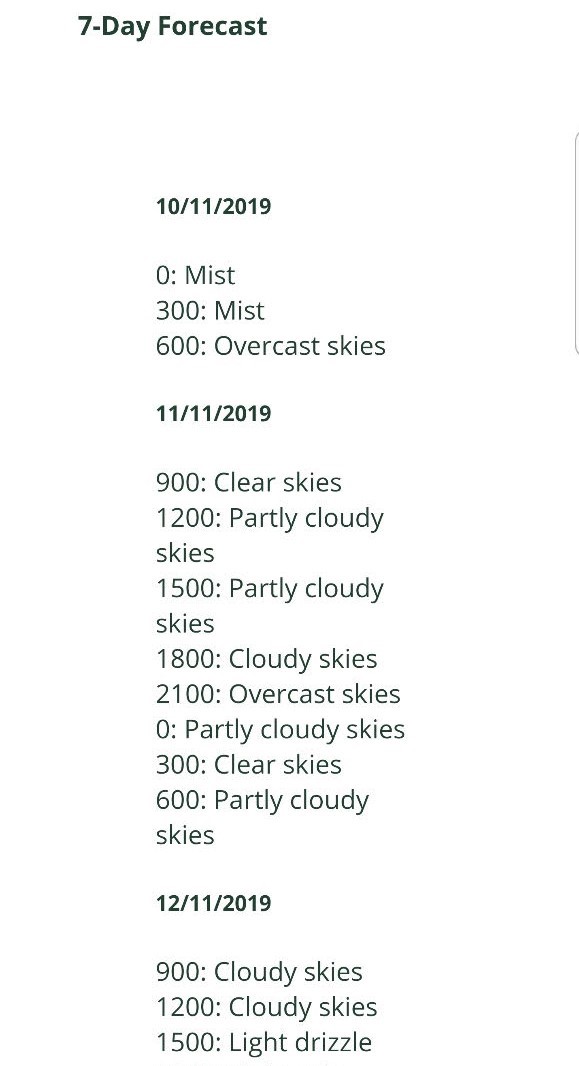 7-Day Forecast
10/11/2019
0: Mist
300: Mist
600: Overcast skies
11/11/2019
900: Clear skies
1200: Partly cloudy
skies
1500: Partly cloudy
skies
1800: Cloudy skies
2100: Overcast skies
0: Partly cloudy skies
300: Clear skies
600: Partly cloudy
skies
12/11/2019
900: Cloudy skies
1200: Cloudy skies
1500: Light drizzle